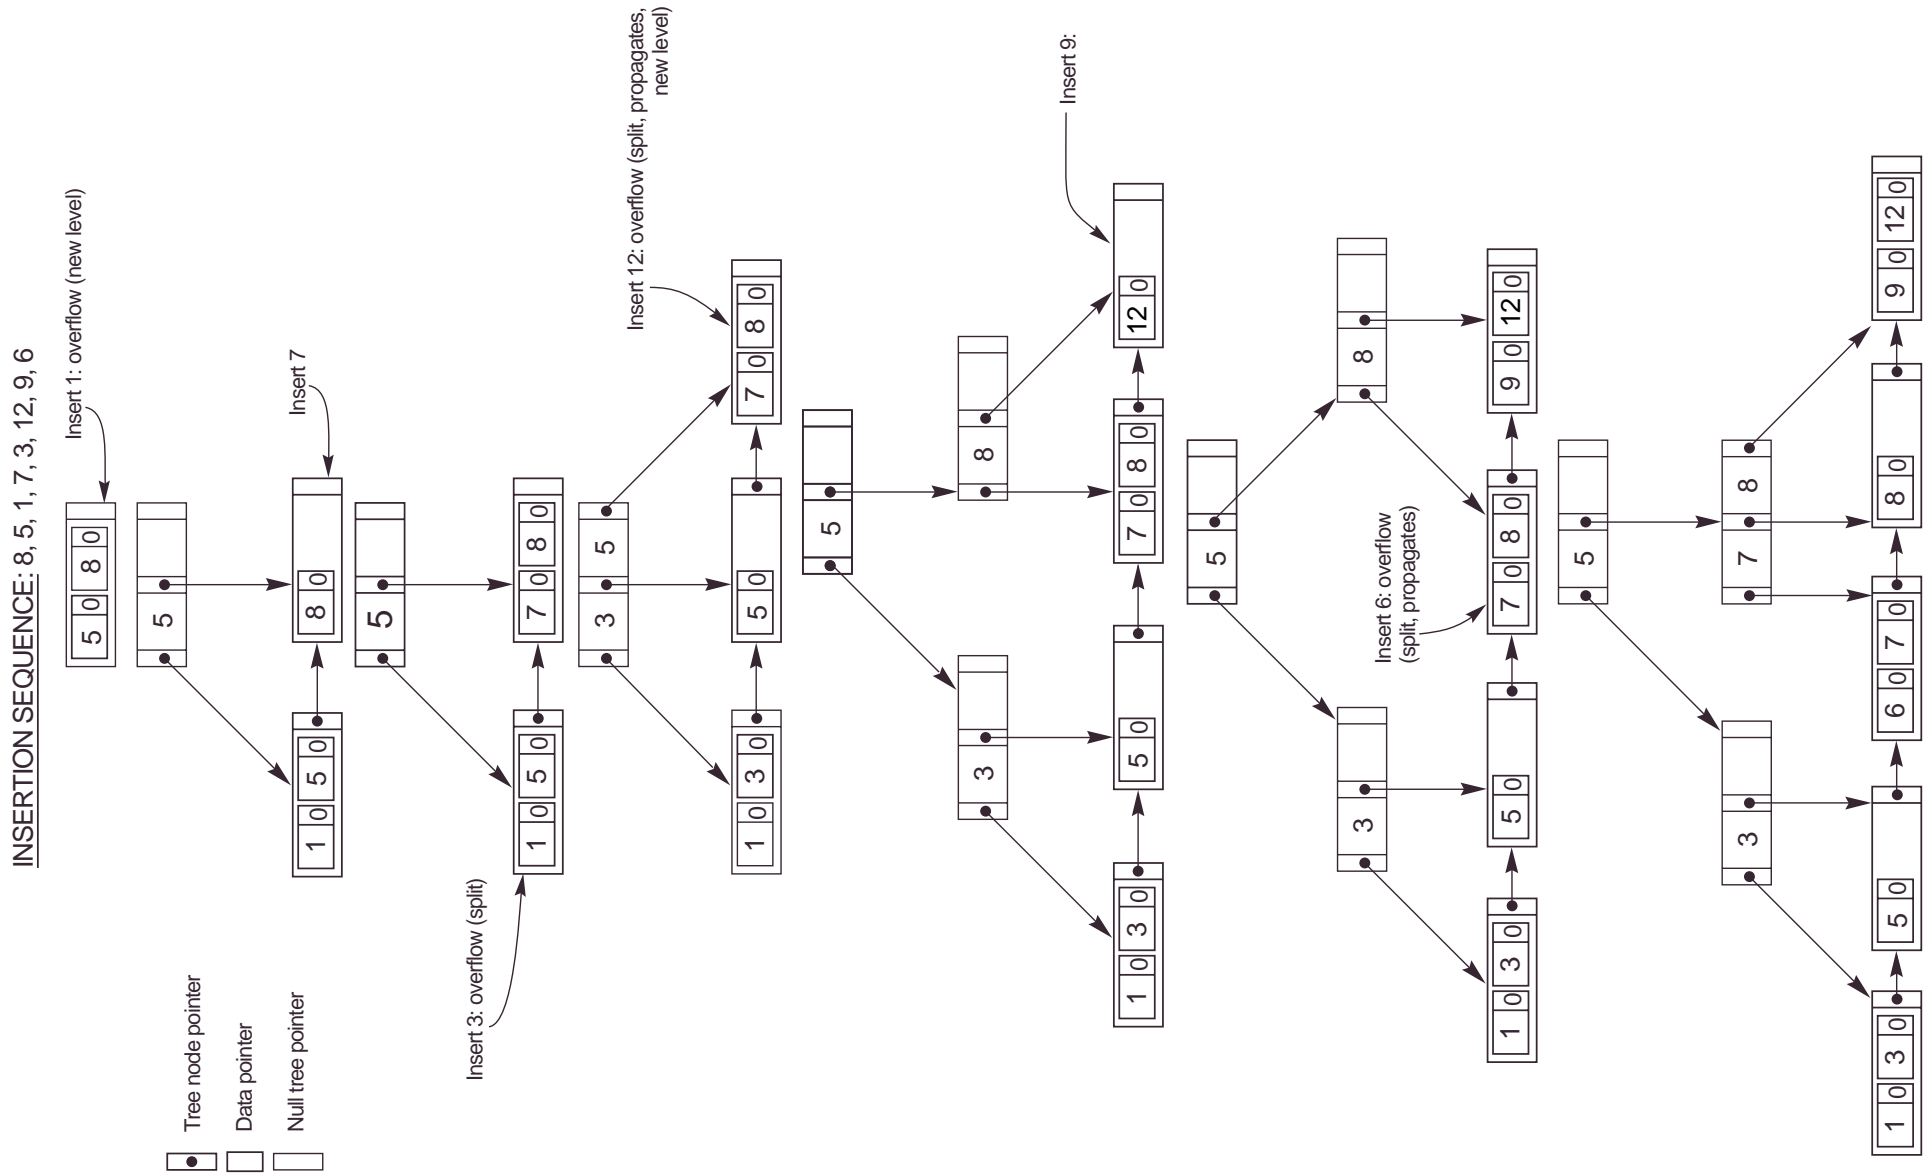 INSERTION SEQUENCE: 8, 5, 1, 7, 3, 12, 9, 6
Insert 1: overflow (new level)
5 0 8 0
5
Tree node pointer
Data pointer
Null tree pointer
Insert 7
1 0 5 0 8 0
5
Insert 3: overflow (split)
1 0 5 0 7 0 8 0
3 5
Insert 12: overflow (split, propagates,
new level)
1 0 3 0 5 0 7 0 8 0
5
3 8
Insert 9:
1 0 3 0 5 0 7 0 8 0 12 0
5
3 8
Insert 6: overflow
(split, propagates)
1 0 3 0 5 0 7 0 8 0 9 0 12 0
5
3 7 8
1 0 3 0 5 0 6 0 7 0 8 0 9 0 12 0